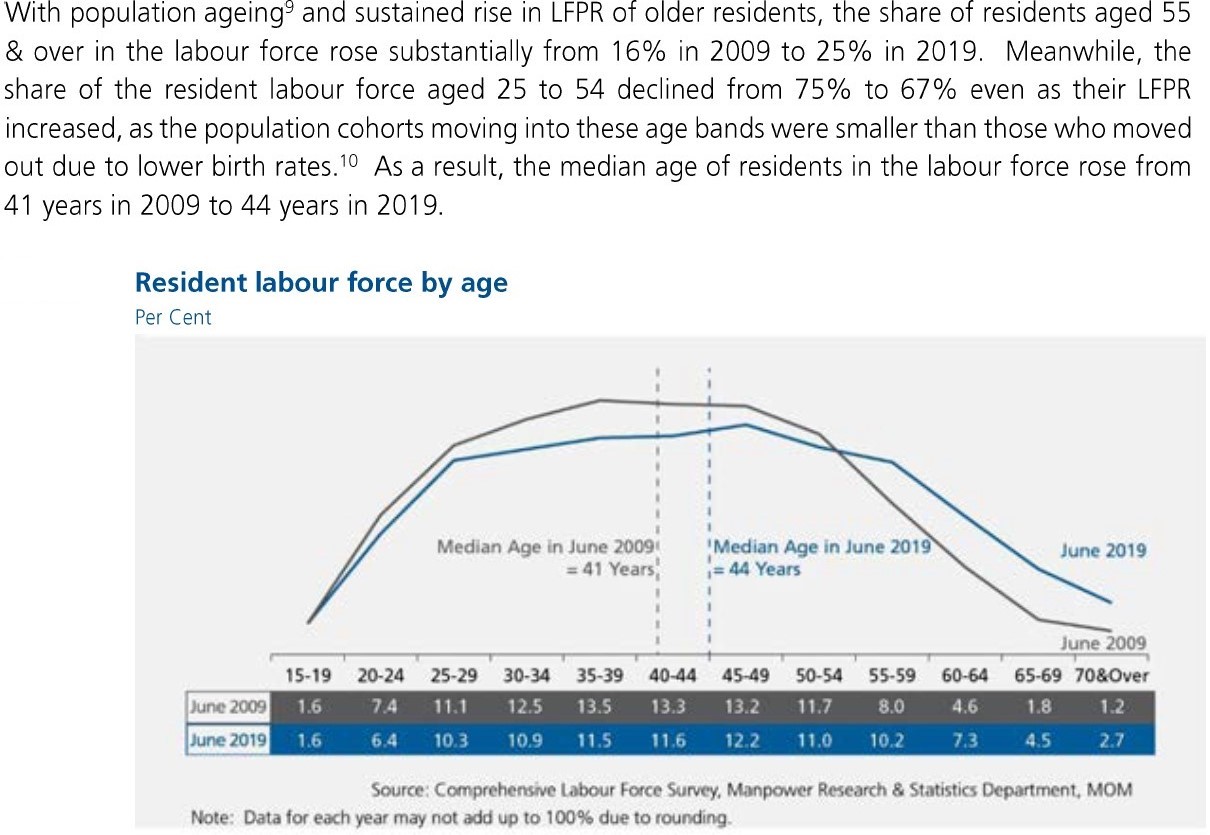 With population ageing⁹ and sustained rise in LFPR of older residents, the share of residents aged 55
& over in the labour force rose substantially from 16% in 2009 to 25% in 2019. Meanwhile, the
share of the resident labour force aged 25 to 54 declined from 75% to 67% even as their LFPR
increased, as the population cohorts moving into these age bands were smaller than those who moved
out due to lower birth rates.¹⁰ As a result, the median age of residents in the labour force rose from
41 years in 2009 to 44 years in 2019.
Resident labour force by age
Per Cent
Median Age in June 2009
= 41 Years
Median Age in June 2019
= 44 Years
June 2019
June 2009
15-19 20-24 25-29 30-34 35-39 40-44 45-49 50-54 55-59 60-64 65-69 70&Over
June 2009 1.6 7.4 11.1 12.5 13.5 13.3 13.2 11.7 8.0 4.6 1.8 1.2
June 2019 1.6 6.4 10.3 10.9 11.5 11.6 12.2 11.0 10.2 7.3 4.5 2.7
Source: Comprehensive Labour Force Survey, Manpower Research & Statistics Department, MOM
Note: Data for each year may not add up to 100% due to rounding.